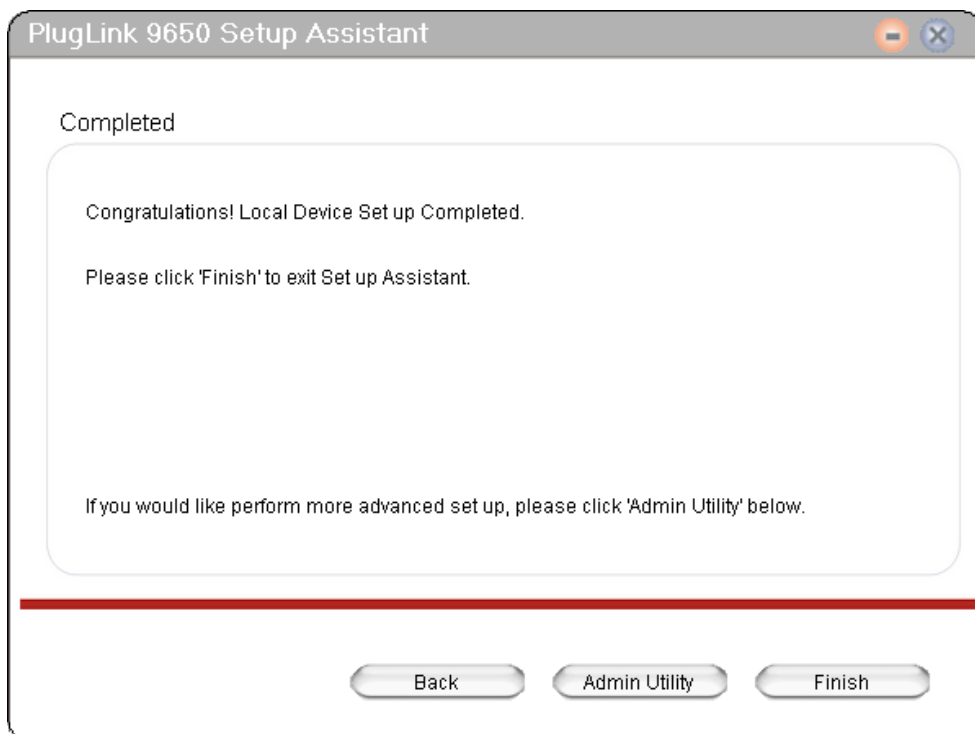 PlugLink 9650 Setup Assistant
Completed
Congratulations! Local Device Set up Completed.
Please click 'Finish' to exit Set up Assistant.
If you would like perform more advanced set up, please click 'Admin Utility' below.
Back
Admin Utility
Finish